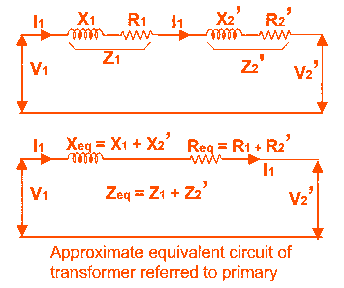 I1 X1 R1 I1 X2' R2'
Z1 Z2'
V1 V2'
I1 Xeq = X1 + X2' Req = R1 + R2'
I1
V1 Zeq = Z1 + Z2' V2'
Approximate equivalent circuit of
transformer referred to primary